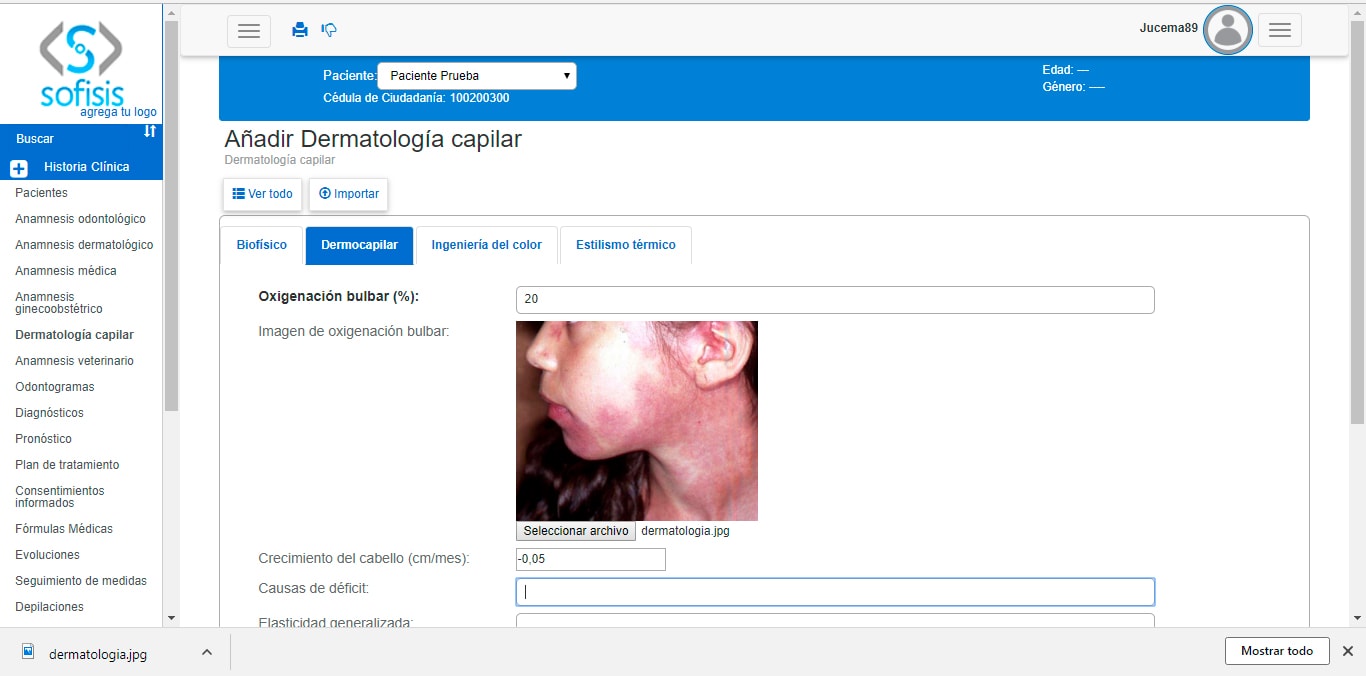 sofisis
agrega tu logo
Buscar
Historia Clínica
Pacientes
Anamnesis odontológico
Anamnesis dermatológico
Anamnesis médica
Anamnesis
ginecoobstétrico
Dermatología capilar
Anamnesis veterinario
Odontogramas
Diagnósticos
Pronóstico
Plan de tratamiento
Consentimientos
informados
Fórmulas Médicas
Evoluciones
Seguimiento de medidas
Depilaciones
Jucema89
Paciente: Paciente Prueba
Cédula de Ciudadanía: 100200300
Edad: —
Género: —
Añadir Dermatología capilar
Dermatología capilar
Ver todo Importar
Biofísico Dermocapilar Ingeniería del color Estilismo térmico
Oxigenación bulbar (%): 20
Imagen de oxigenación bulbar:
Seleccionar archivo dermatologia.jpg
Crecimiento del cabello (cm/mes): -0,05
Causas de déficit:
Elasticidad generalizada:
dermatologia.jpg
Mostrar todo